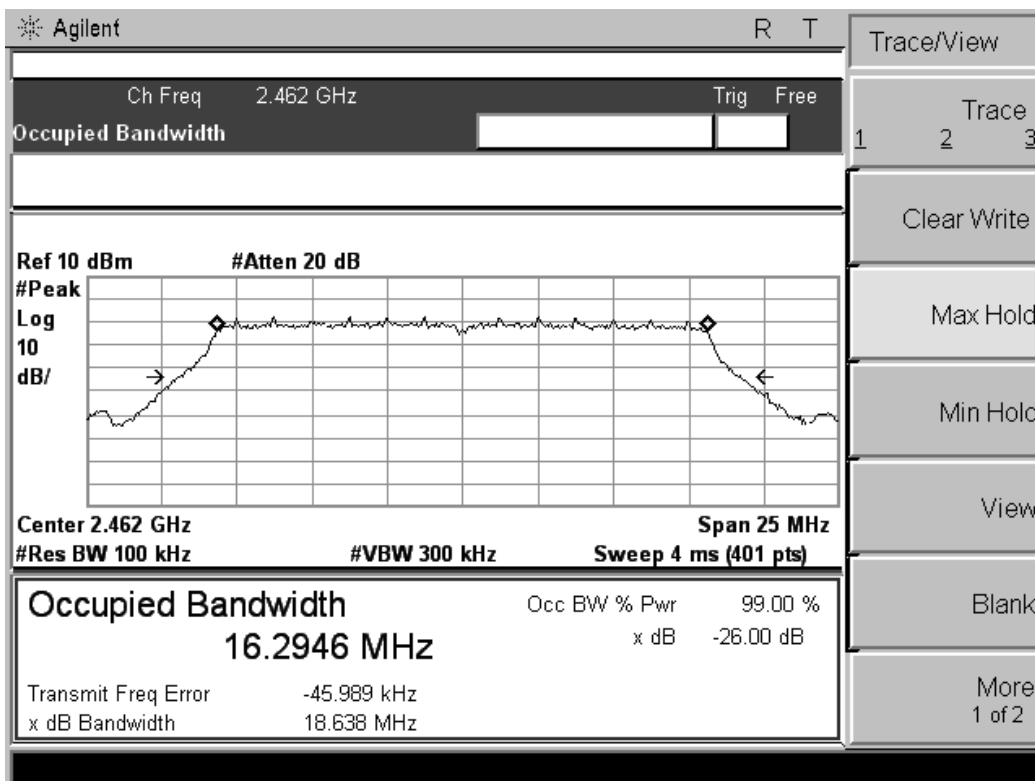 Agilent R T
Ch Freq 2.462 GHz Trig Free
Occupied Bandwidth
Ref 10 dBm #Atten 20 dB
#Peak
Log
10
dB/
Center 2.462 GHz Span 25 MHz
#Res BW 100 kHz #VBW 300 kHz Sweep 4 ms (401 pts)
Occupied Bandwidth
16.2946 MHz
Occ BW % Pwr 99.00 %
x dB -26.00 dB
Transmit Freq Error -45.989 kHz
x dB Bandwidth 18.638 MHz
Trace/View
Trace
1 2 3
Clear Write
Max Hold
Min Hold
View
Blank
More
1 of 2